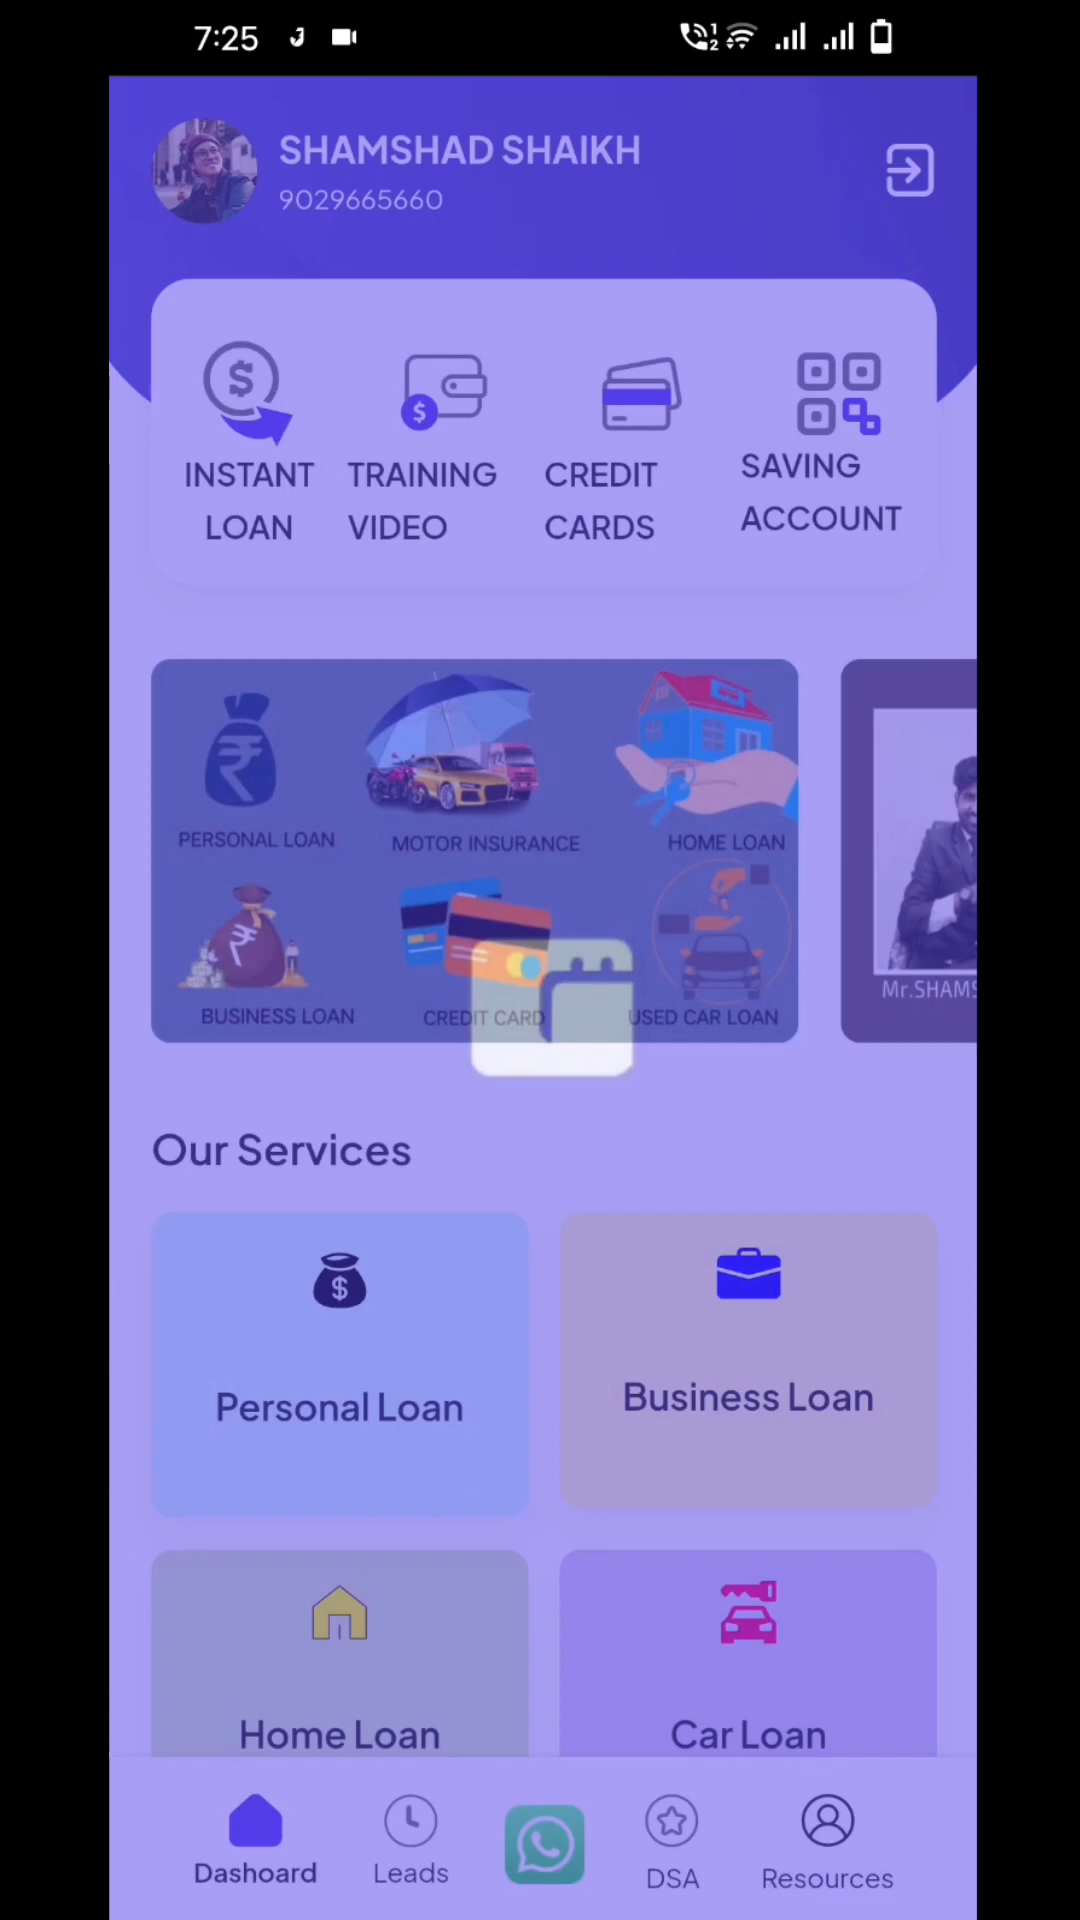 7:25
SHAMSHAD SHAIKH
9029665660
INSTANT LOAN
TRAINING VIDEO
CREDIT CARDS
SAVING ACCOUNT
PERSONAL LOAN
MOTOR INSURANCE
HOME LOAN
BUSINESS LOAN
CREDIT CARD
USED CAR LOAN
Mr.SHAMS
Our Services
Personal Loan
Business Loan
Home Loan
Car Loan
Dashoard
Leads
DSA
Resources